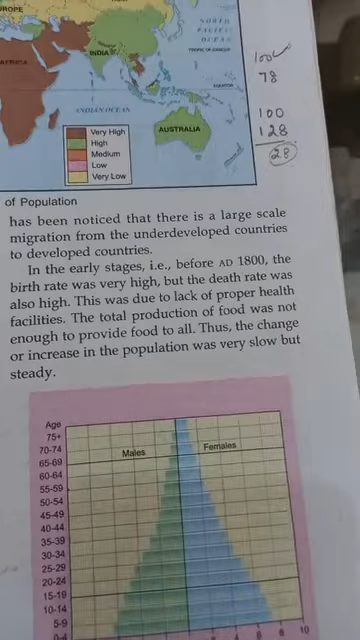 EUROPE
NORTH
PACIFIC
OCEAN
TROPIC OF CANCER
INDIA
AFRICA
EQUATOR
INDIAN OCEAN
AUSTRALIA
Very High
High
Medium
Low
Very Low
100
78
100
128
28
of Population
has been noticed that there is a large scale
migration from the underdeveloped countries
to developed countries.
In the early stages, i.e., before AD 1800, the
birth rate was very high, but the death rate was
also high. This was due to lack of proper health
facilities. The total production of food was not
enough to provide food to all. Thus, the change
or increase in the population was very slow but
steady.
Age
75+
70-74
65-69
60-64
55-59
50-54
45-49
40-44
35-39
30-34
25-29
20-24
15-19
10-14
5-9
0-4
Males
Females
8
10